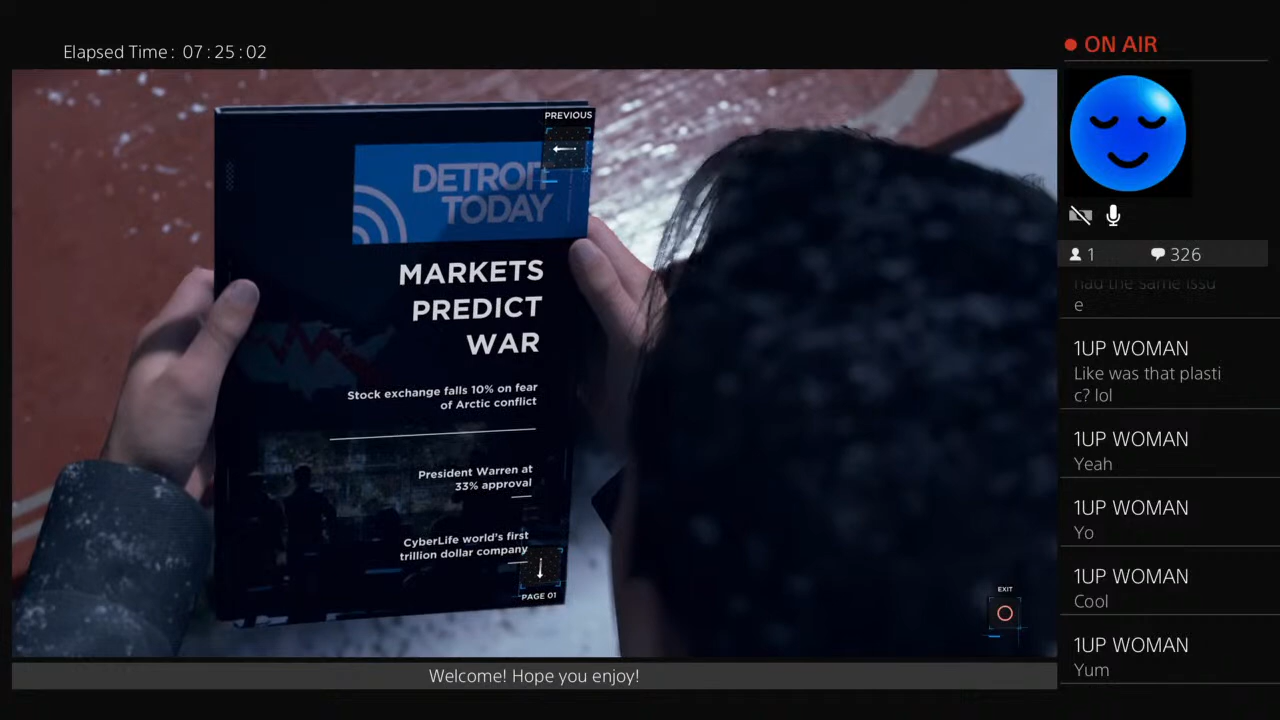 Elapsed Time: 07:25:02
ON AIR
PREVIOUS
DETROIT
TODAY
MARKETS
PREDICT
WAR
Stock exchange falls 10% on fear
of Arctic conflict
President Warren at
33% approval
CyberLife world's first
trillion dollar company
PAGE 01
EXIT
Welcome! Hope you enjoy!
1
326
had the same issu
e
1UP WOMAN
Like was that plasti
c? lol
1UP WOMAN
Yeah
1UP WOMAN
Yo
1UP WOMAN
Cool
1UP WOMAN
Yum